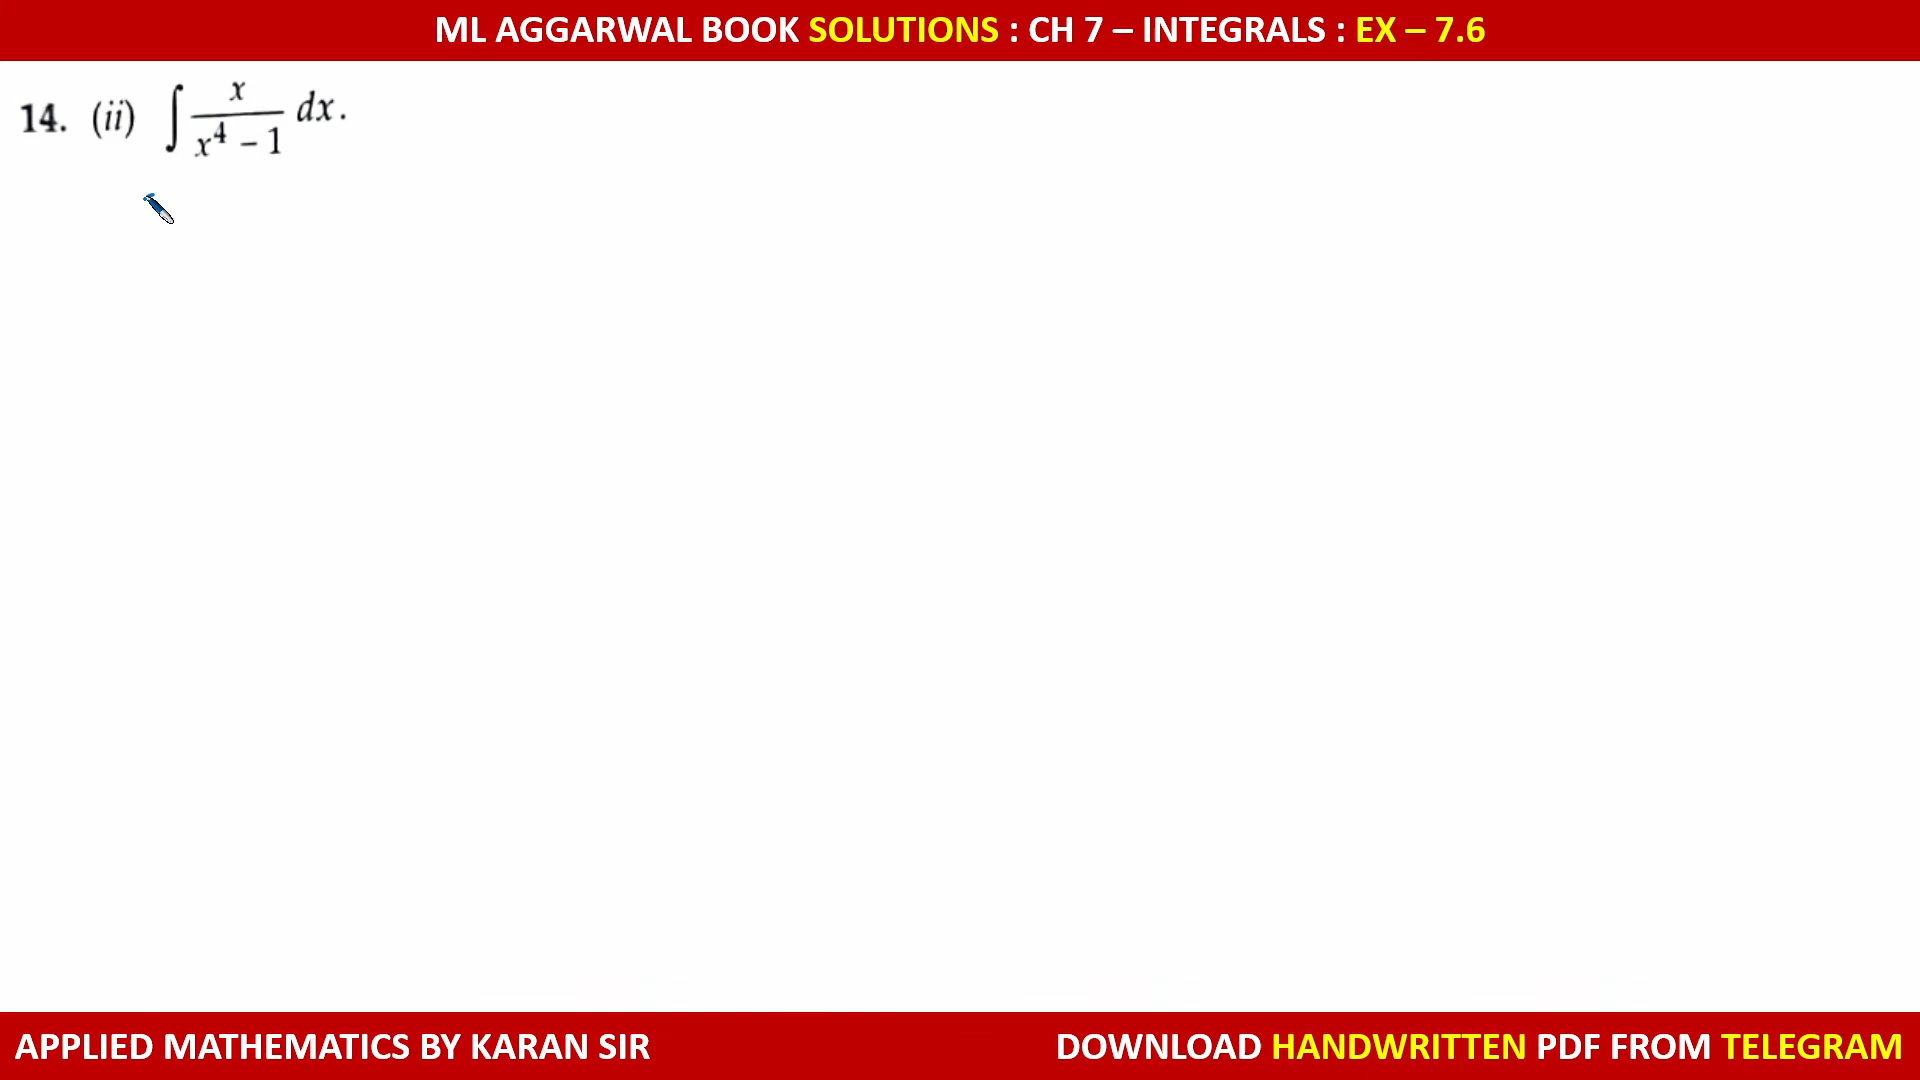 ML AGGARWAL BOOK SOLUTIONS : CH 7 – INTEGRALS : EX – 7.6
14. (ii) ∫ x/(x⁴ − 1) dx.
APPLIED MATHEMATICS BY KARAN SIR
DOWNLOAD HANDWRITTEN PDF FROM TELEGRAM